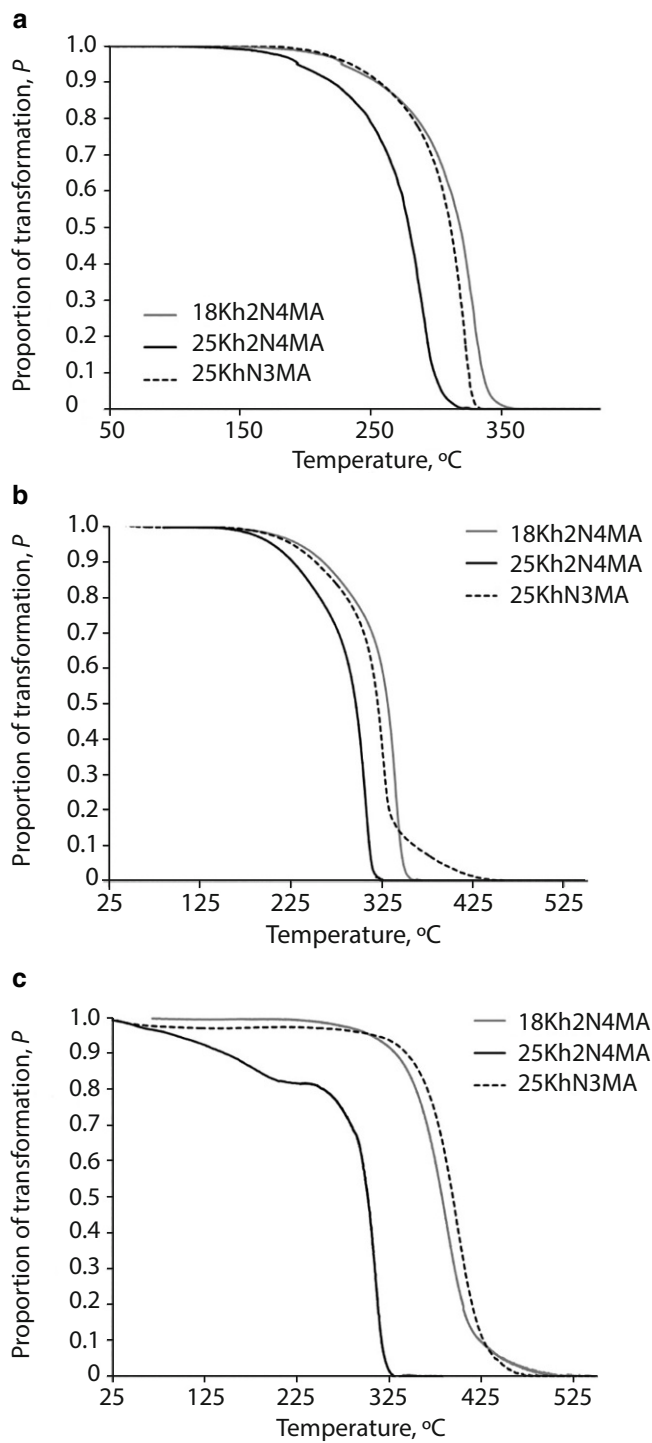 a
Proportion of transformation, P
1.0
0.9
0.8
0.7
0.6
0.5
0.4
0.3
0.2
0.1
0
18Kh2N4MA
25Kh2N4MA
25KhN3MA
50 150 250 350
Temperature, ºC
b
Proportion of transformation, P
1.0
0.9
0.8
0.7
0.6
0.5
0.4
0.3
0.2
0.1
0
18Kh2N4MA
25Kh2N4MA
25KhN3MA
25 125 225 325 425 525
Temperature, ºC
c
Proportion of transformation, P
1.0
0.9
0.8
0.7
0.6
0.5
0.4
0.3
0.2
0.1
0
18Kh2N4MA
25Kh2N4MA
25KhN3MA
25 125 225 325 425 525
Temperature, ºC